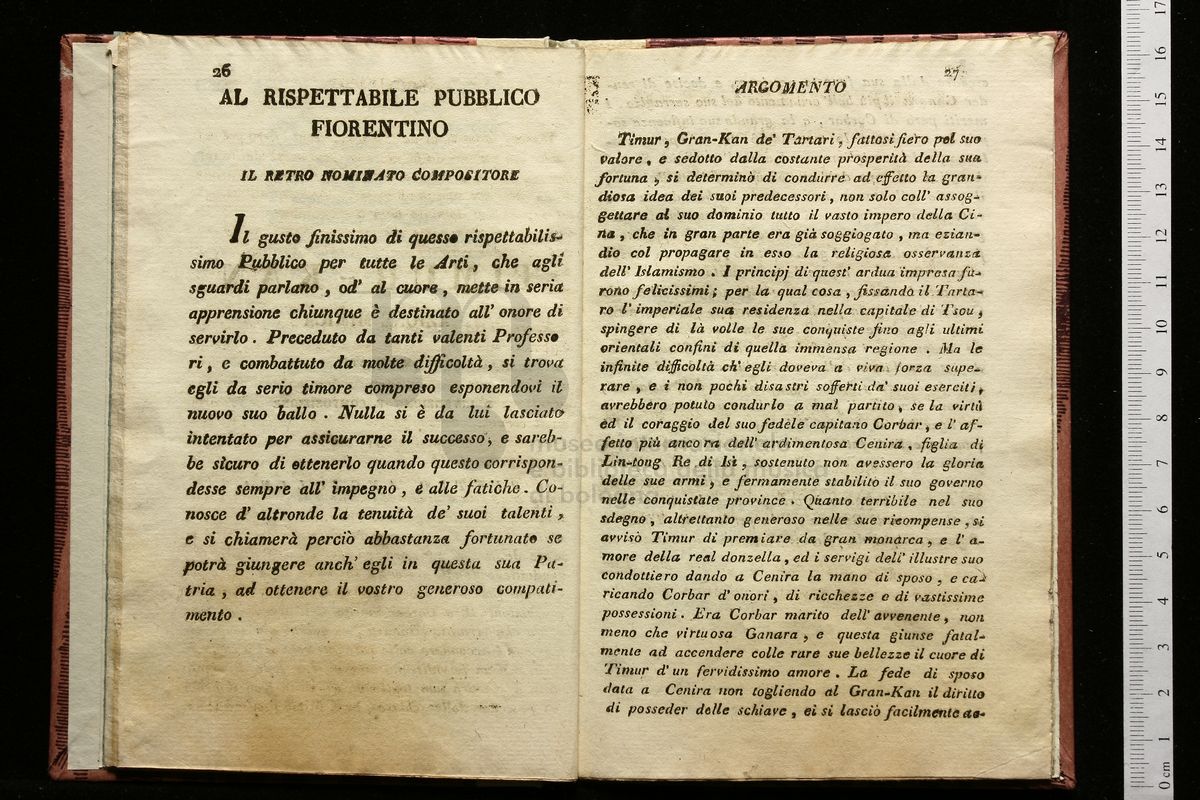 26
AL RISPETTABILE PUBBLICO
FIORENTINO
IL RETRO NOMINATO COMPOSITORE
Il gusto finissimo di questo rispettabilis-
simo Pubblico per tutte le Arti, che agli
sguardi parlano, od' al cuore, mette in seria
apprensione chiunque è destinato all' onore di
servirlo. Preceduto da tanti valenti Professo
ri, e combattuto da molte difficoltà, si trova
egli da serio timore compreso esponendovi il
nuovo suo ballo. Nulla si è da lui lasciato
intentato per assicurarne il successo, e sareb-
be sicuro di ottenerlo quando questo corrispon-
desse sempre all' impegno, e alle fatiche. Co-
nosce d' altronde la tenuità de' suoi talenti,
e si chiamerà perciò abbastanza fortunato se
potrà giungere anch' egli in questa sua Pa-
tria, ad ottenere il vostro generoso compati-
mento.
27
ARGOMENTO
Timur, Gran-Kan de' Tartari, fattosi fiero pel suo
valore, e sedotto dalla costante prosperità della sua
fortuna, si determinò di condurre ad effetto la gran-
diosa idea dei suoi predecessori, non solo coll' assog-
gettare al suo dominio tutto il vasto impero della Ci-
na, che in gran parte era già soggiogato, ma ezian-
dio col propagare in esso la religiosa osservanza
dell' Islamismo. I principj di quest' ardua impresa fu-
rono felicissimi; per la qual cosa, fissando il Tarta-
ro l' imperiale sua residenza nella capitale di Tsou,
spingere di là volle le sue conquiste fino agli ultimi
orientali confini di quella immensa regione. Ma le
infinite difficoltà ch' egli doveva a viva forza supe-
rare, e i non pochi disastri sofferti da' suoi eserciti,
avrebbero potuto condurlo a mal partito, se la virtù
ed il coraggio del suo fedele capitano Corbar, e l' af-
fetto più ancora dell' ardimentosa Cenira, figlia di
Lin-tong Re di Isi, sostenuto non avessero la gloria
delle sue armi, e fermamente stabilito il suo governo
nelle conquistate province. Quanto terribile nel suo
sdegno, altrettanto generoso nelle sue ricompense, si
avvisò Timur di premiare da gran monarca, e l' a-
more della real donzella, ed i servigi dell' illustre suo
condottiero dando a Cenira la mano di sposo, e ca-
ricando Corbar d' onori, di ricchezze e di vastissime
possessioni. Era Corbar marito dell' avvenente, non
meno che virtuosa Ganara, e questa giunse fatal-
mente ad accendere colle rare sue bellezze il cuore di
Timur d' un fervidissimo amore. La fede di sposo
data a Cenira non togliendo al Gran-Kan il diritto
di posseder delle schiave, ei si lasciò facilmente ac-